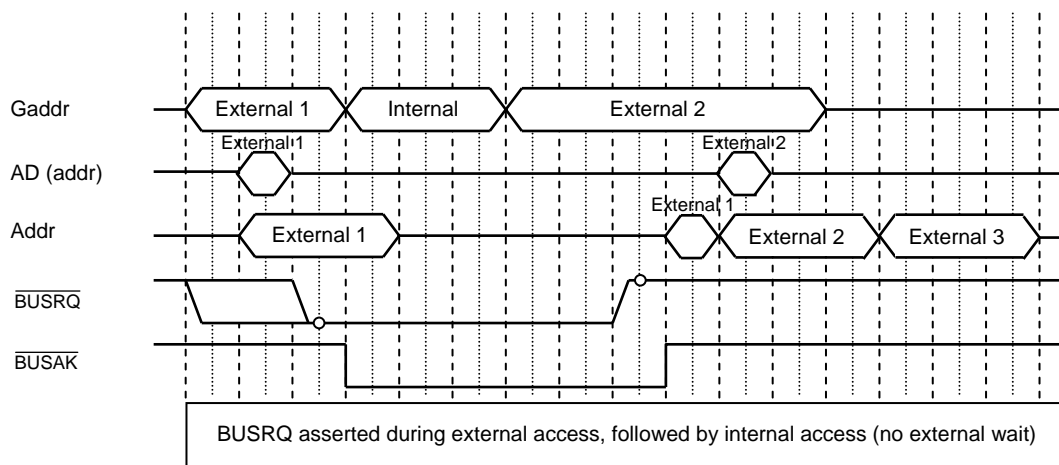 Gaddr
External 1 Internal External 2
External 1 External 2
AD (addr)
External 1
Addr
External 1 External 2 External 3
BUSRQ
BUSAK
BUSRQ asserted during external access, followed by internal access (no external wait)